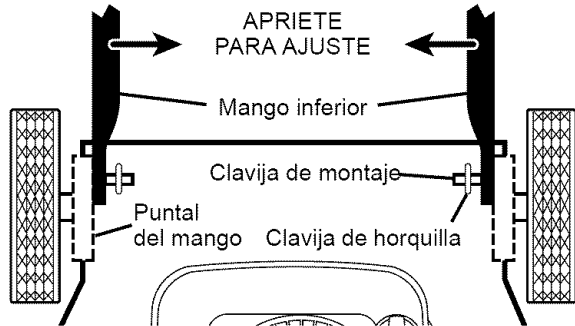 APRIETE
PARA AJUSTE
Mango inferior
Clavija de montaje
Puntal
del mango
Clavija de horquilla